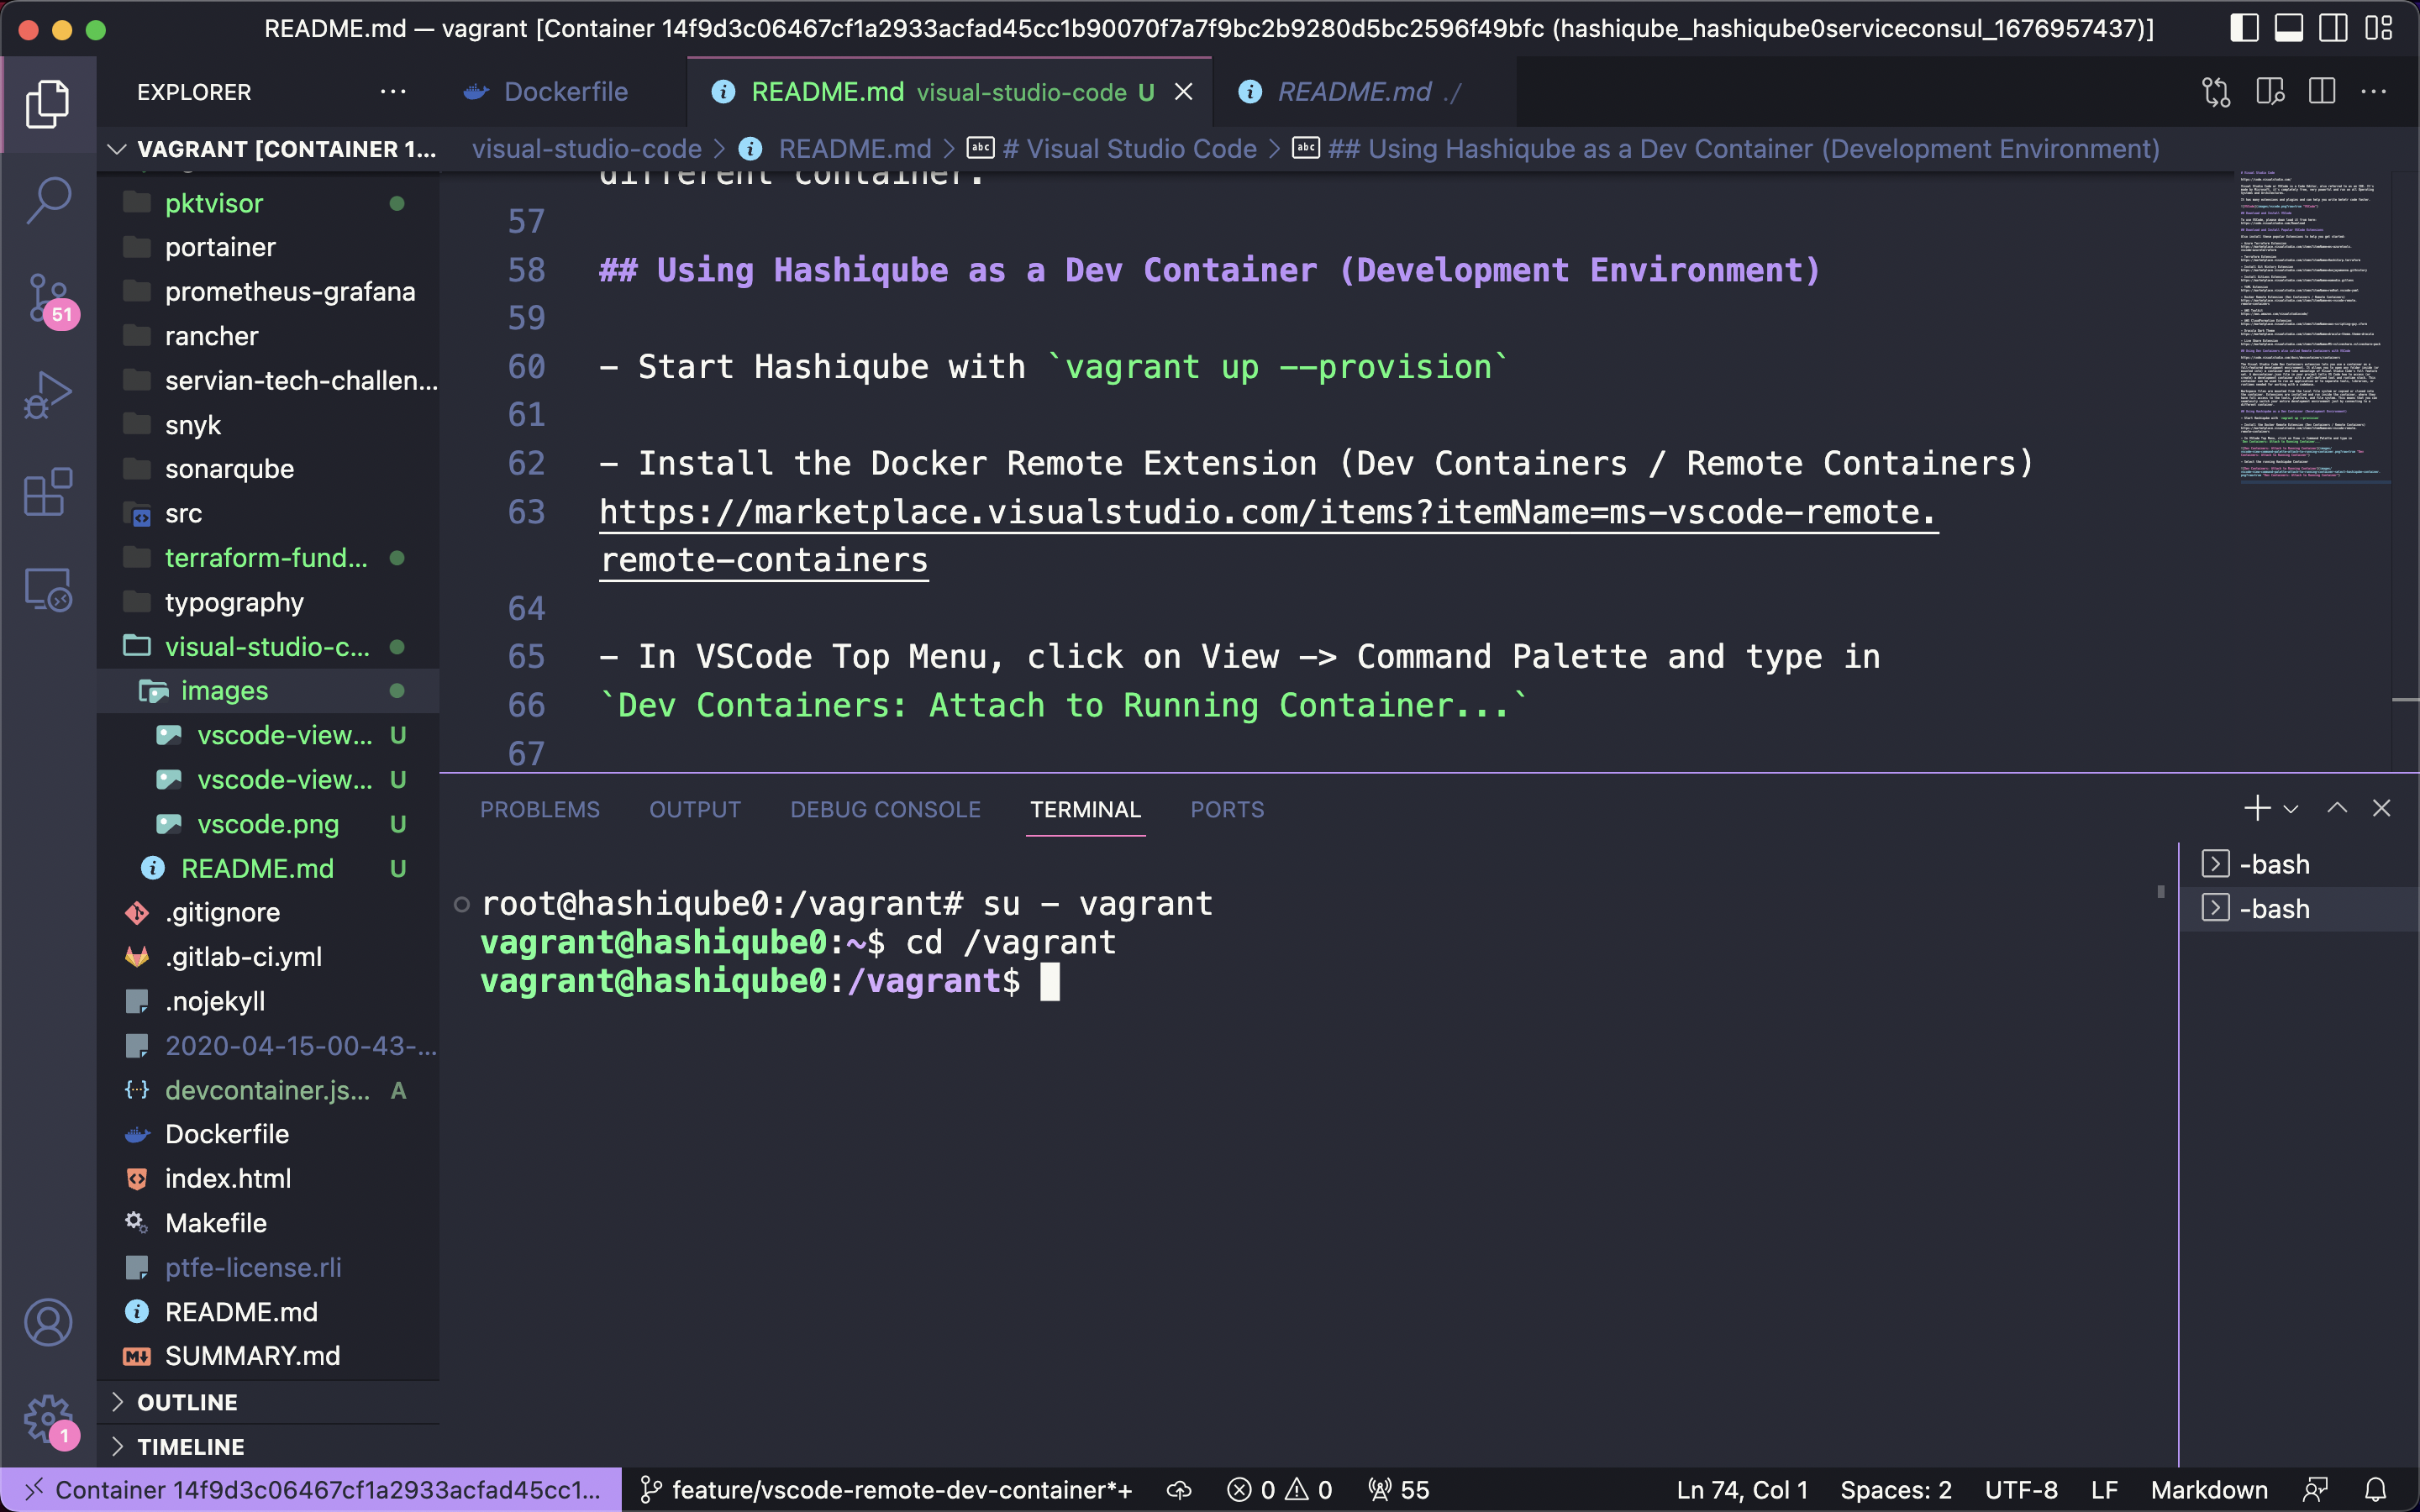 README.md — vagrant [Container 14f9d3c06467cf1a2933acfad45cc1b90070f7a7f9bc2b9280d5bc2596f49bfc (hashiqube_hashiqube0serviceconsul_1676957437)]
EXPLORER
Dockerfile
README.md visual-studio-code U
README.md ./
VAGRANT [CONTAINER 1...
visual-studio-code > README.md > # Visual Studio Code > ## Using Hashiqube as a Dev Container (Development Environment)
pktvisor
portainer
prometheus-grafana
rancher
servian-tech-challen...
snyk
sonarqube
src
terraform-fund...
typography
visual-studio-c...
images
vscode-view... U
vscode-view... U
vscode.png U
README.md U
.gitignore
.gitlab-ci.yml
.nojekyll
2020-04-15-00-43-...
devcontainer.js... A
Dockerfile
index.html
Makefile
ptfe-license.rli
README.md
SUMMARY.md
OUTLINE
TIMELINE
51
1
different container.
57
58 ## Using Hashiqube as a Dev Container (Development Environment)
59
60 - Start Hashiqube with `vagrant up --provision`
61
62 - Install the Docker Remote Extension (Dev Containers / Remote Containers)
63 https://marketplace.visualstudio.com/items?itemName=ms-vscode-remote.
remote-containers
64
65 - In VSCode Top Menu, click on View -> Command Palette and type in
66 `Dev Containers: Attach to Running Container...`
67
PROBLEMS OUTPUT DEBUG CONSOLE TERMINAL PORTS
root@hashiqube0:/vagrant# su - vagrant
vagrant@hashiqube0:~$ cd /vagrant
vagrant@hashiqube0:/vagrant$
-bash
-bash
Container 14f9d3c06467cf1a2933acfad45cc1... feature/vscode-remote-dev-container*+ 0 0 55 Ln 74, Col 1 Spaces: 2 UTF-8 LF Markdown